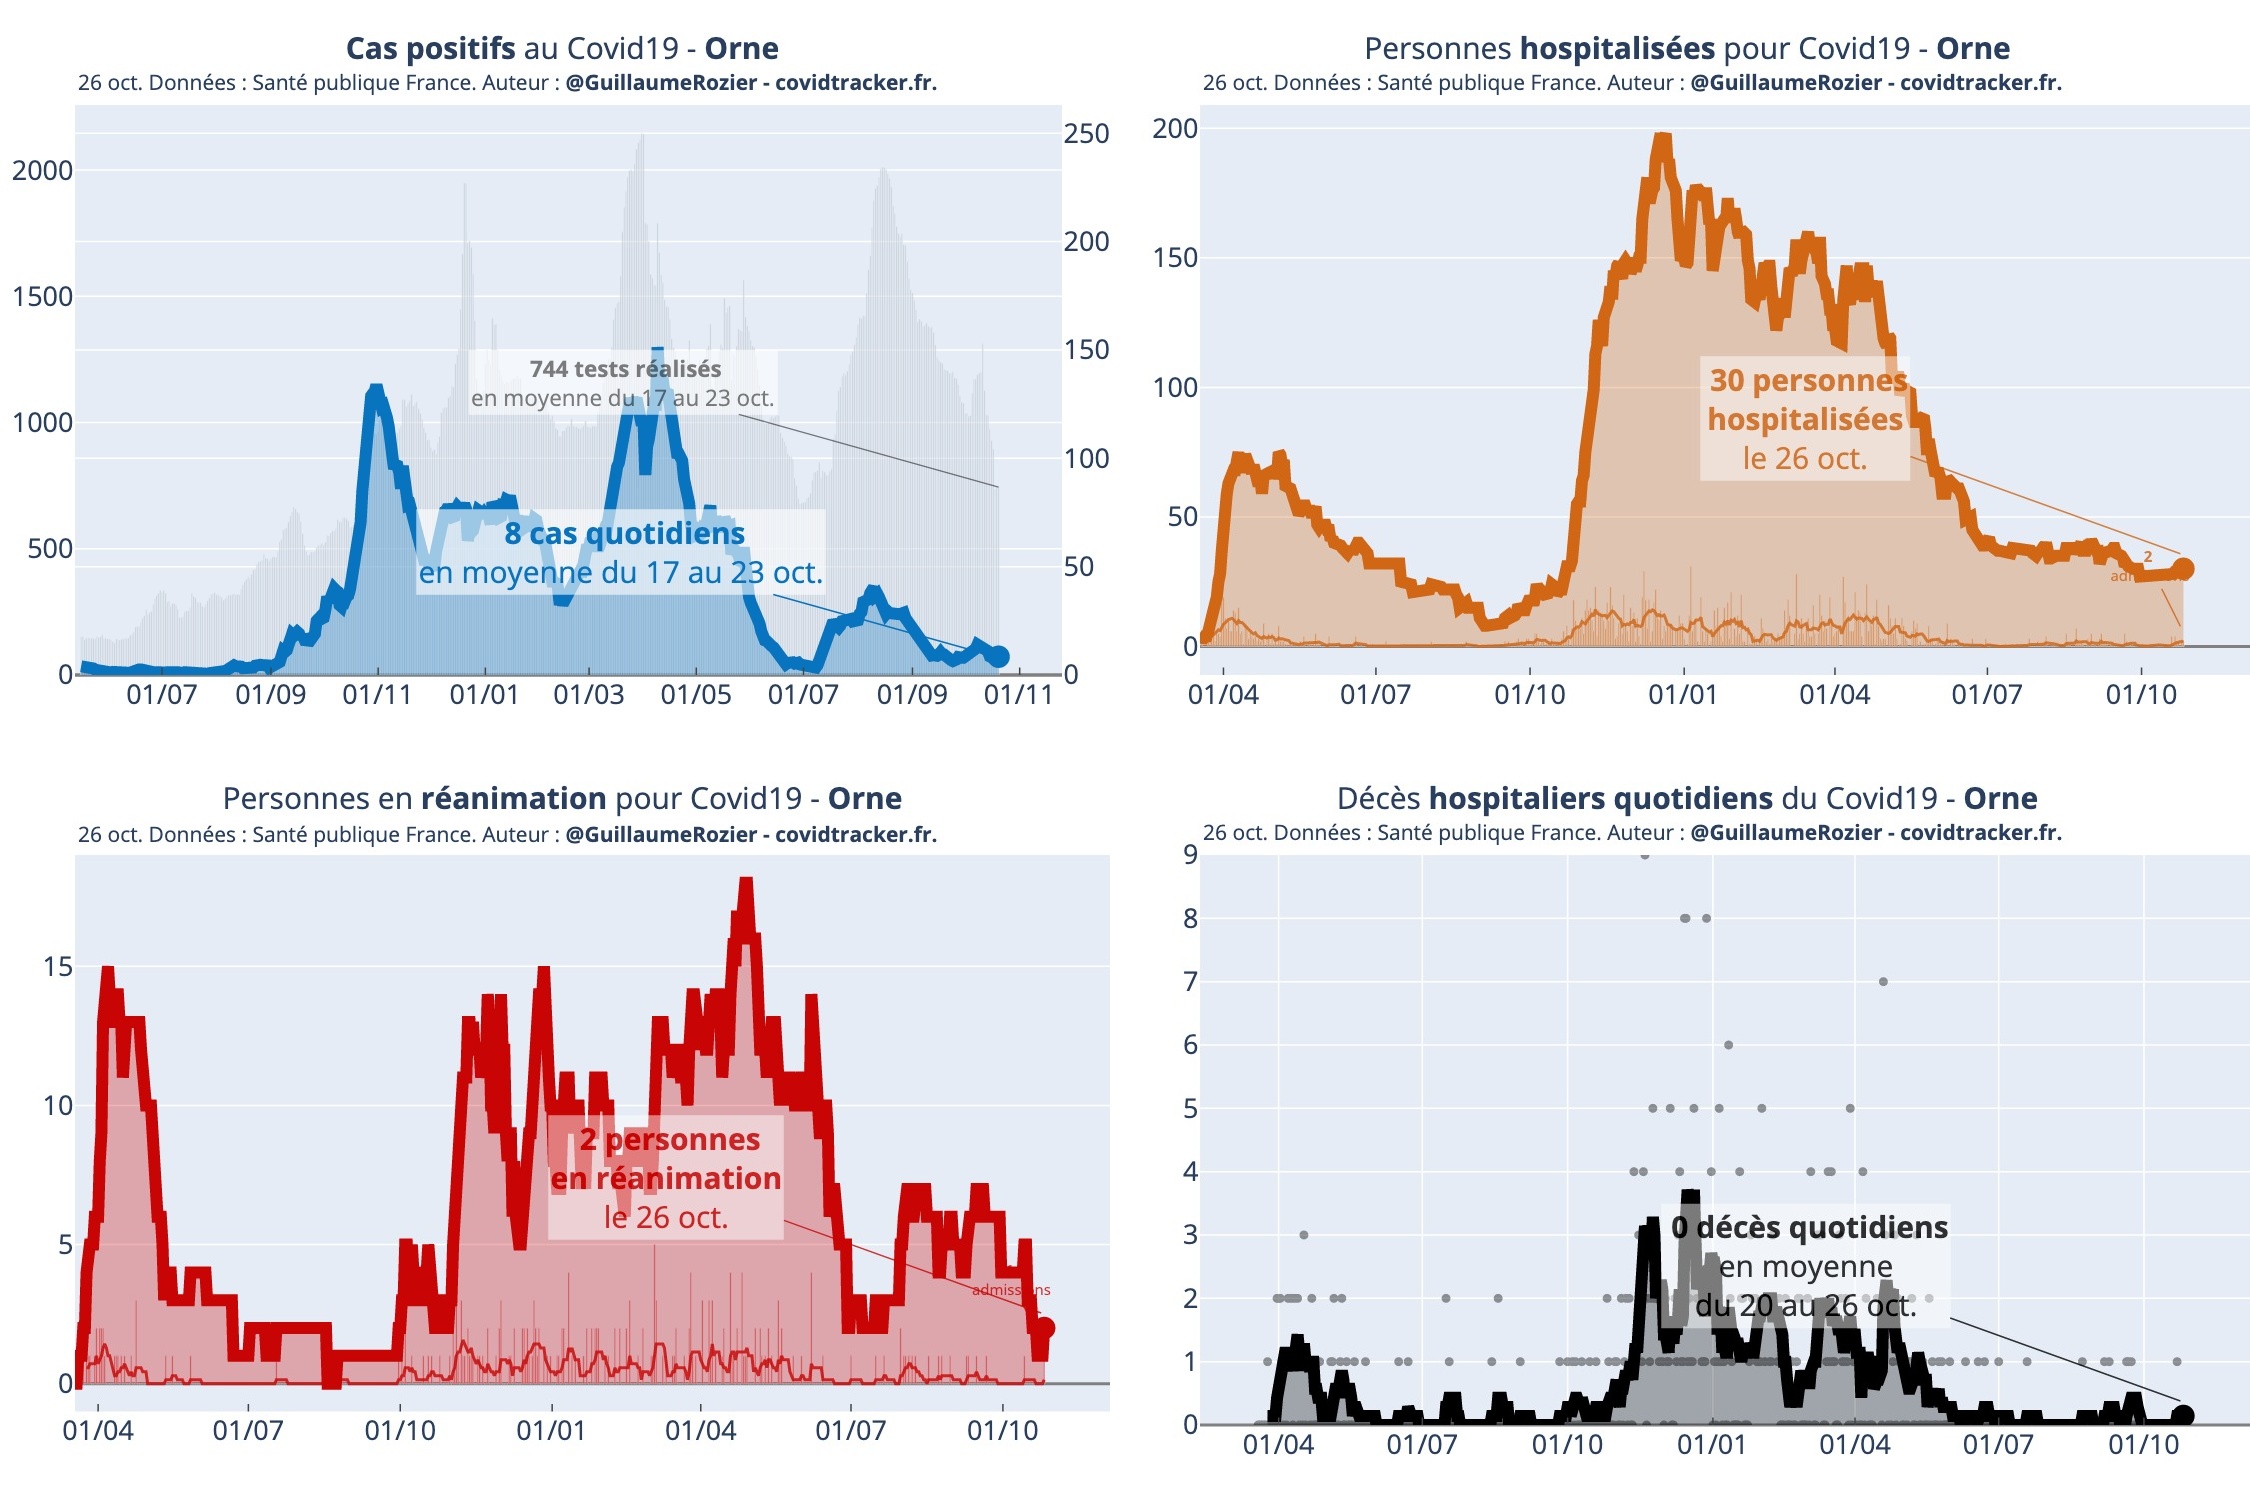 Cas positifs au Covid19 - Orne
26 oct. Données : Santé publique France. Auteur : @GuillaumeRozier - covidtracker.fr.
2000
1500
1000
500
0
250
200
150
100
50
0
744 tests réalisés
en moyenne du 17 au 23 oct.
8 cas quotidiens
en moyenne du 17 au 23 oct.
01/07 01/09 01/11 01/01 01/03 01/05 01/07 01/09 01/11
Personnes hospitalisées pour Covid19 - Orne
26 oct. Données : Santé publique France. Auteur : @GuillaumeRozier - covidtracker.fr.
200
150
100
50
0
30 personnes
hospitalisées
le 26 oct.
2
01/04 01/07 01/10 01/01 01/04 01/07 01/10
Personnes en réanimation pour Covid19 - Orne
26 oct. Données : Santé publique France. Auteur : @GuillaumeRozier - covidtracker.fr.
15
10
5
0
2 personnes
en réanimation
le 26 oct.
admissions
01/04 01/07 01/10 01/01 01/04 01/07 01/10
Décès hospitaliers quotidiens du Covid19 - Orne
26 oct. Données : Santé publique France. Auteur : @GuillaumeRozier - covidtracker.fr.
9
8
7
6
5
4
3
2
1
0
0 décès quotidiens
en moyenne
du 20 au 26 oct.
01/04 01/07 01/10 01/01 01/04 01/07 01/10